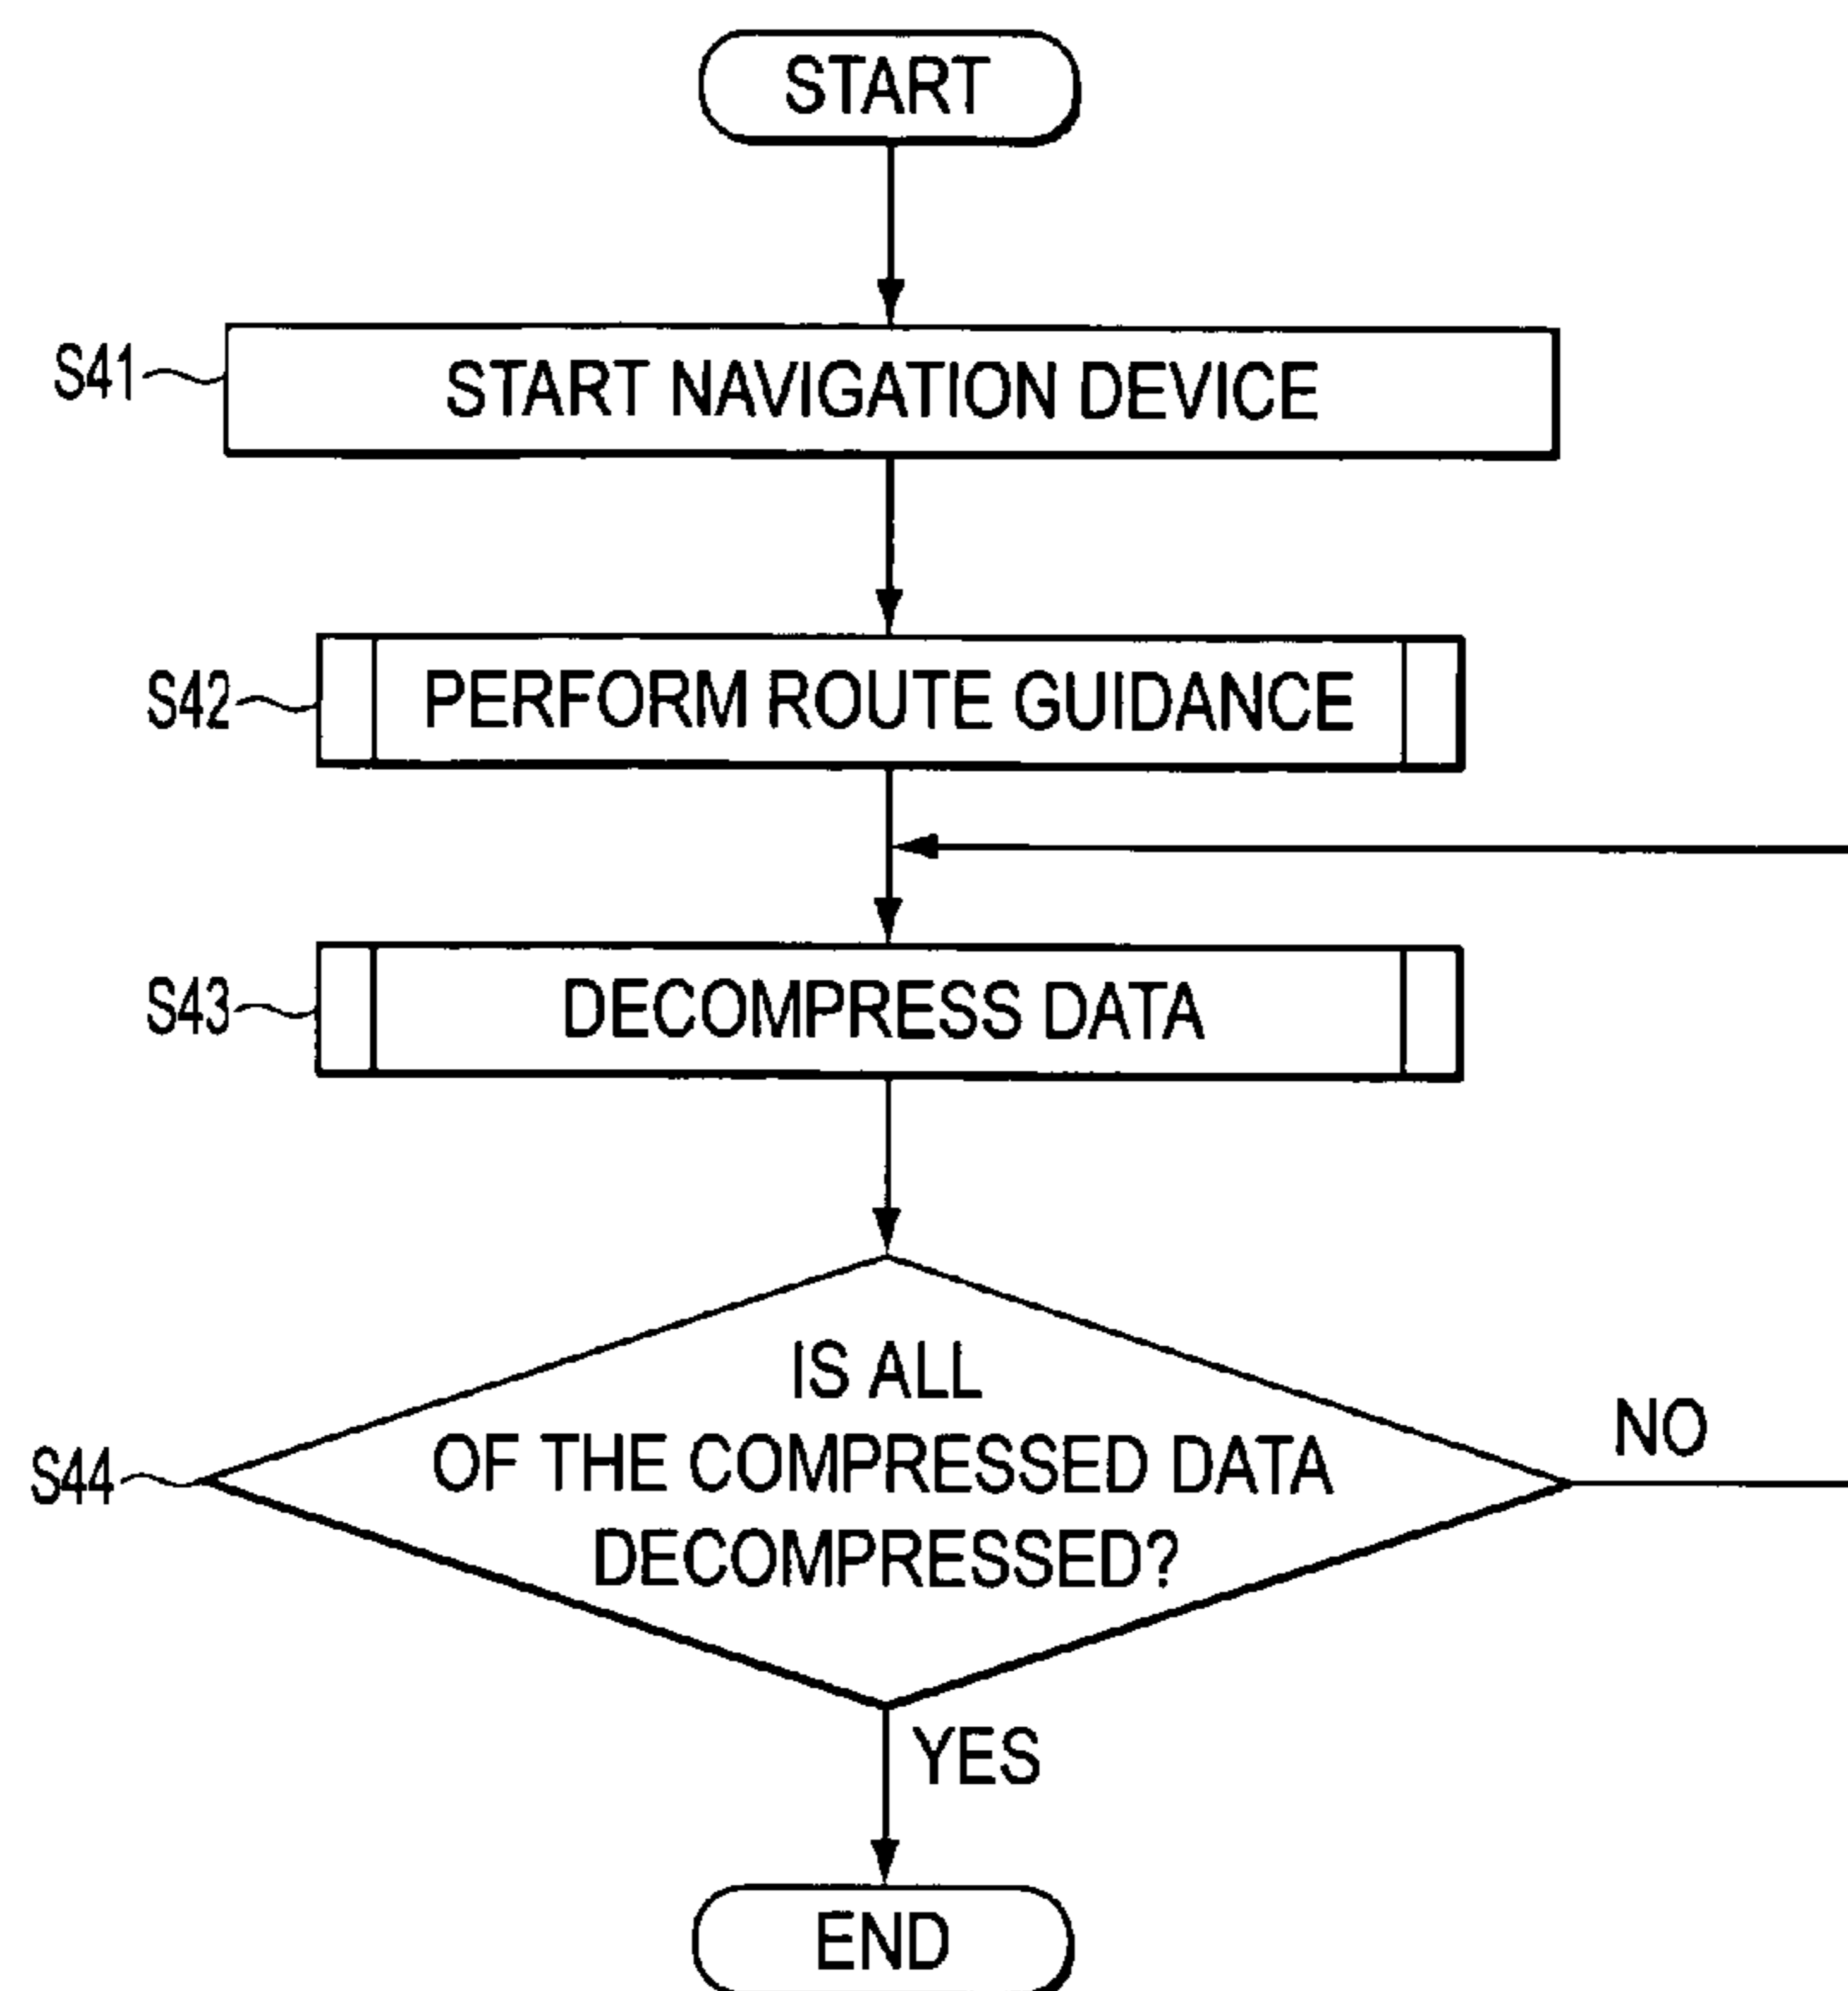 START
S41
START NAVIGATION DEVICE
S42
PERFORM ROUTE GUIDANCE
S43
DECOMPRESS DATA
S44
IS ALL
OF THE COMPRESSED DATA
DECOMPRESSED?
NO
YES
END